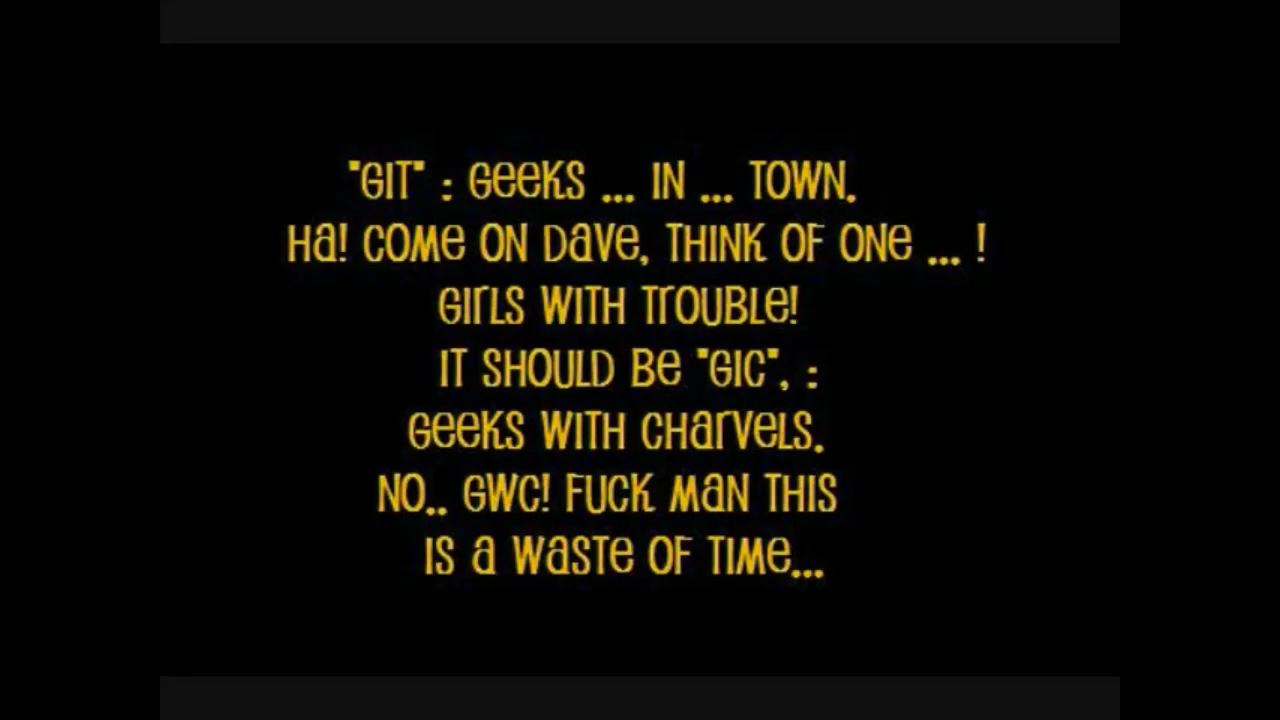 "GIT" : Geeks ... IN ... TOWN.
Ha! COMe ON Dave, THINK OF ONe ... !
GIrLS WITH TrOUBLe!
IT SHOULD Be "GIC", :
Geeks WITH CHarveLS.
NO.. GWC! FUCK Man THIS
IS a WaSTe OF TIMe...